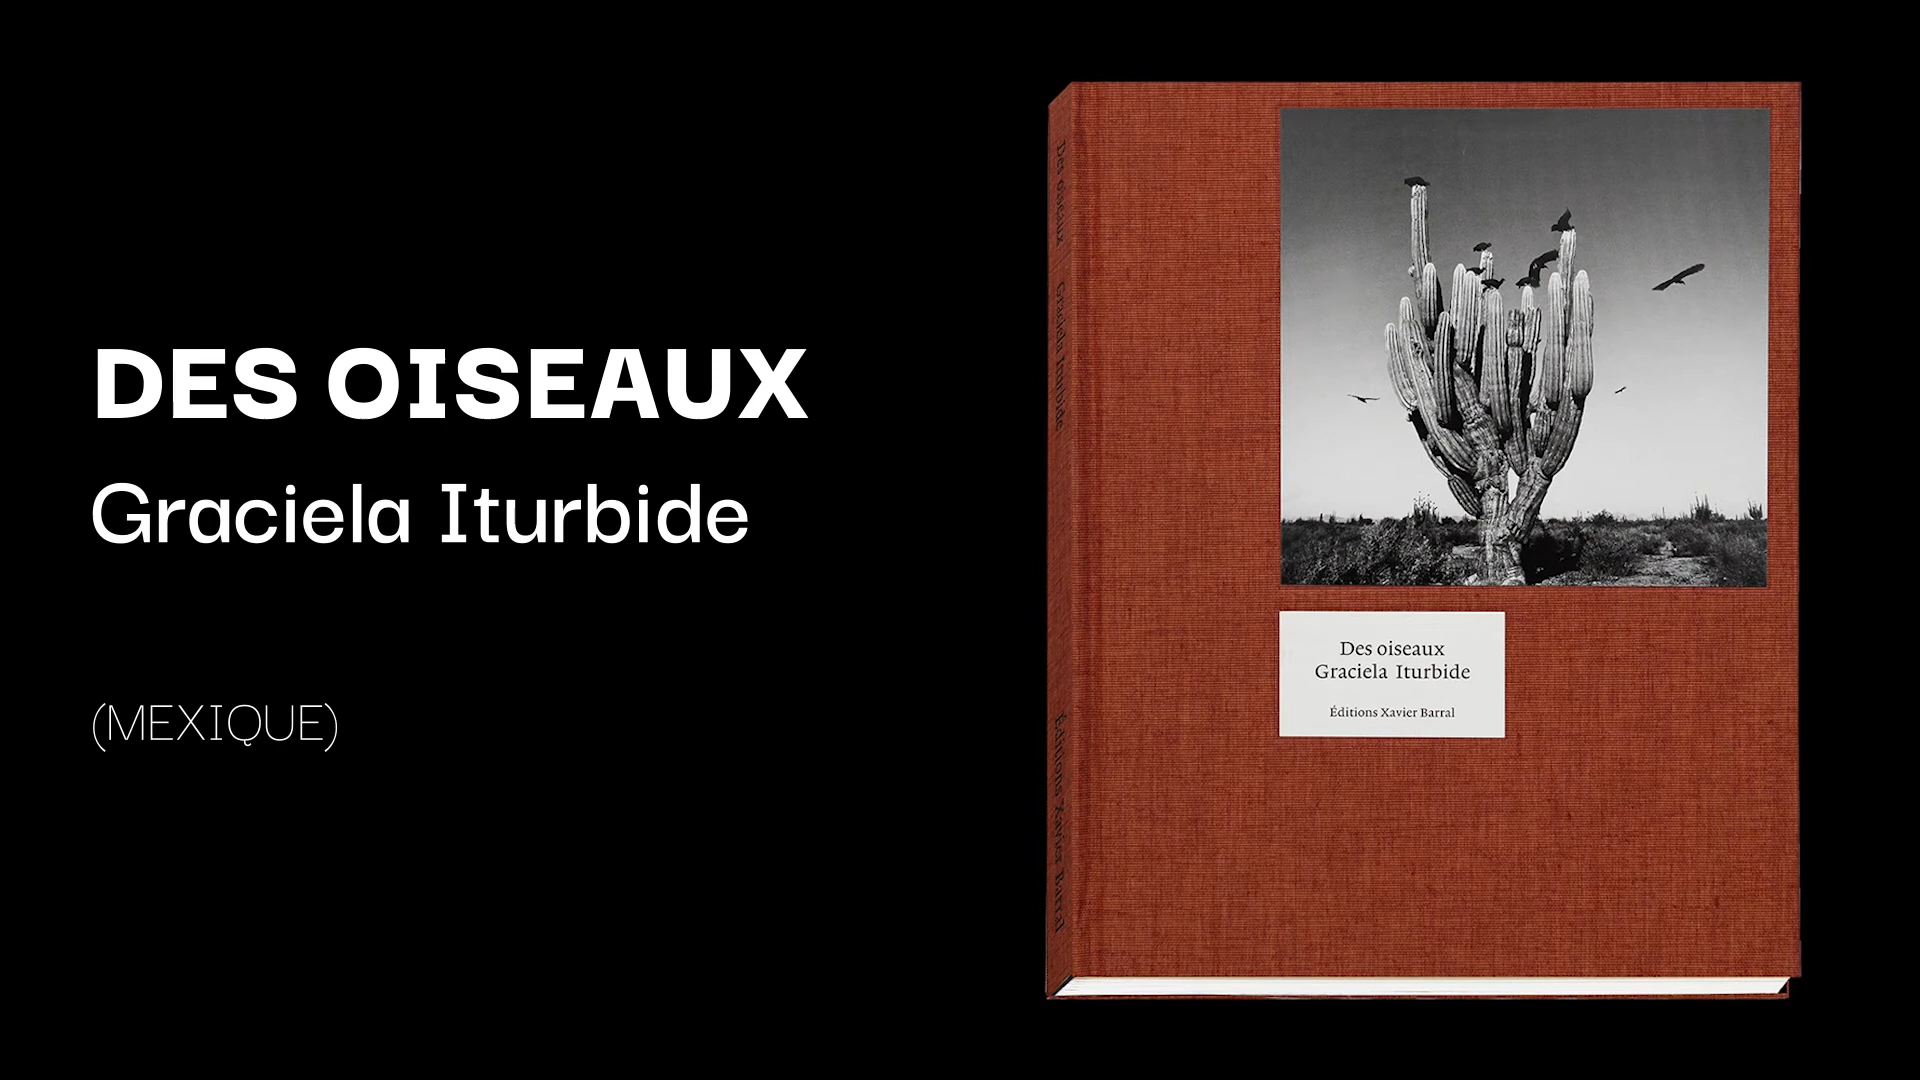 DES OISEAUX
Graciela Iturbide
(MEXIQUE)
Des oiseaux Graciela Iturbide Éditions Xavier Barral
Des oiseaux
Graciela Iturbide
Éditions Xavier Barral